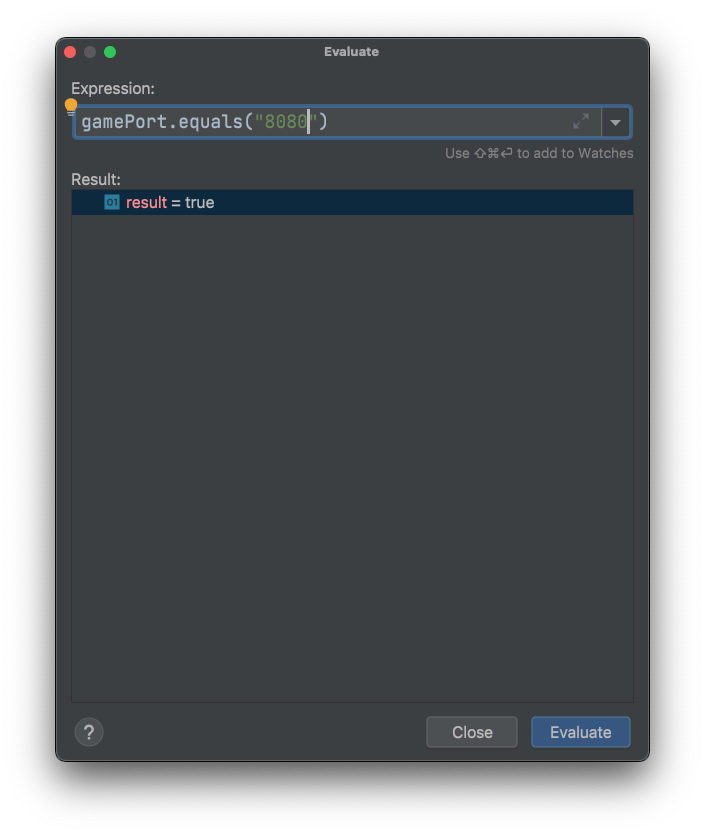 Evaluate
Expression:
gamePort.equals("8080")
Use ⇧⌘⏎ to add to Watches
Result:
01 result = true
? Close Evaluate